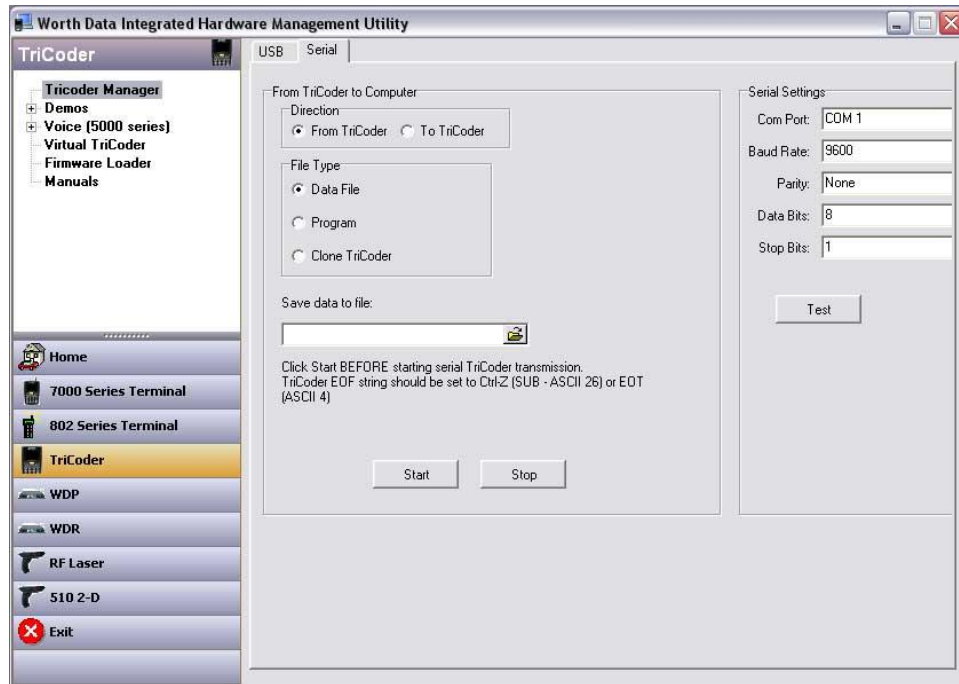 Worth Data Integrated Hardware Management Utility
TriCoder
Tricoder Manager
Demos
Voice (5000 series)
Virtual TriCoder
Firmware Loader
Manuals
Home
7000 Series Terminal
802 Series Terminal
TriCoder
WDP
WDR
RF Laser
510 2-D
Exit
USB Serial
From TriCoder to Computer
Direction
From TriCoder To TriCoder
File Type
Data File
Program
Clone TriCoder
Save data to file:
Click Start BEFORE starting serial TriCoder transmission.
TriCoder EOF string should be set to Ctrl-Z (SUB - ASCII 26) or EOT
(ASCII 4)
Start Stop
Serial Settings
Com Port: COM 1
Baud Rate: 9600
Parity: None
Data Bits: 8
Stop Bits: 1
Test